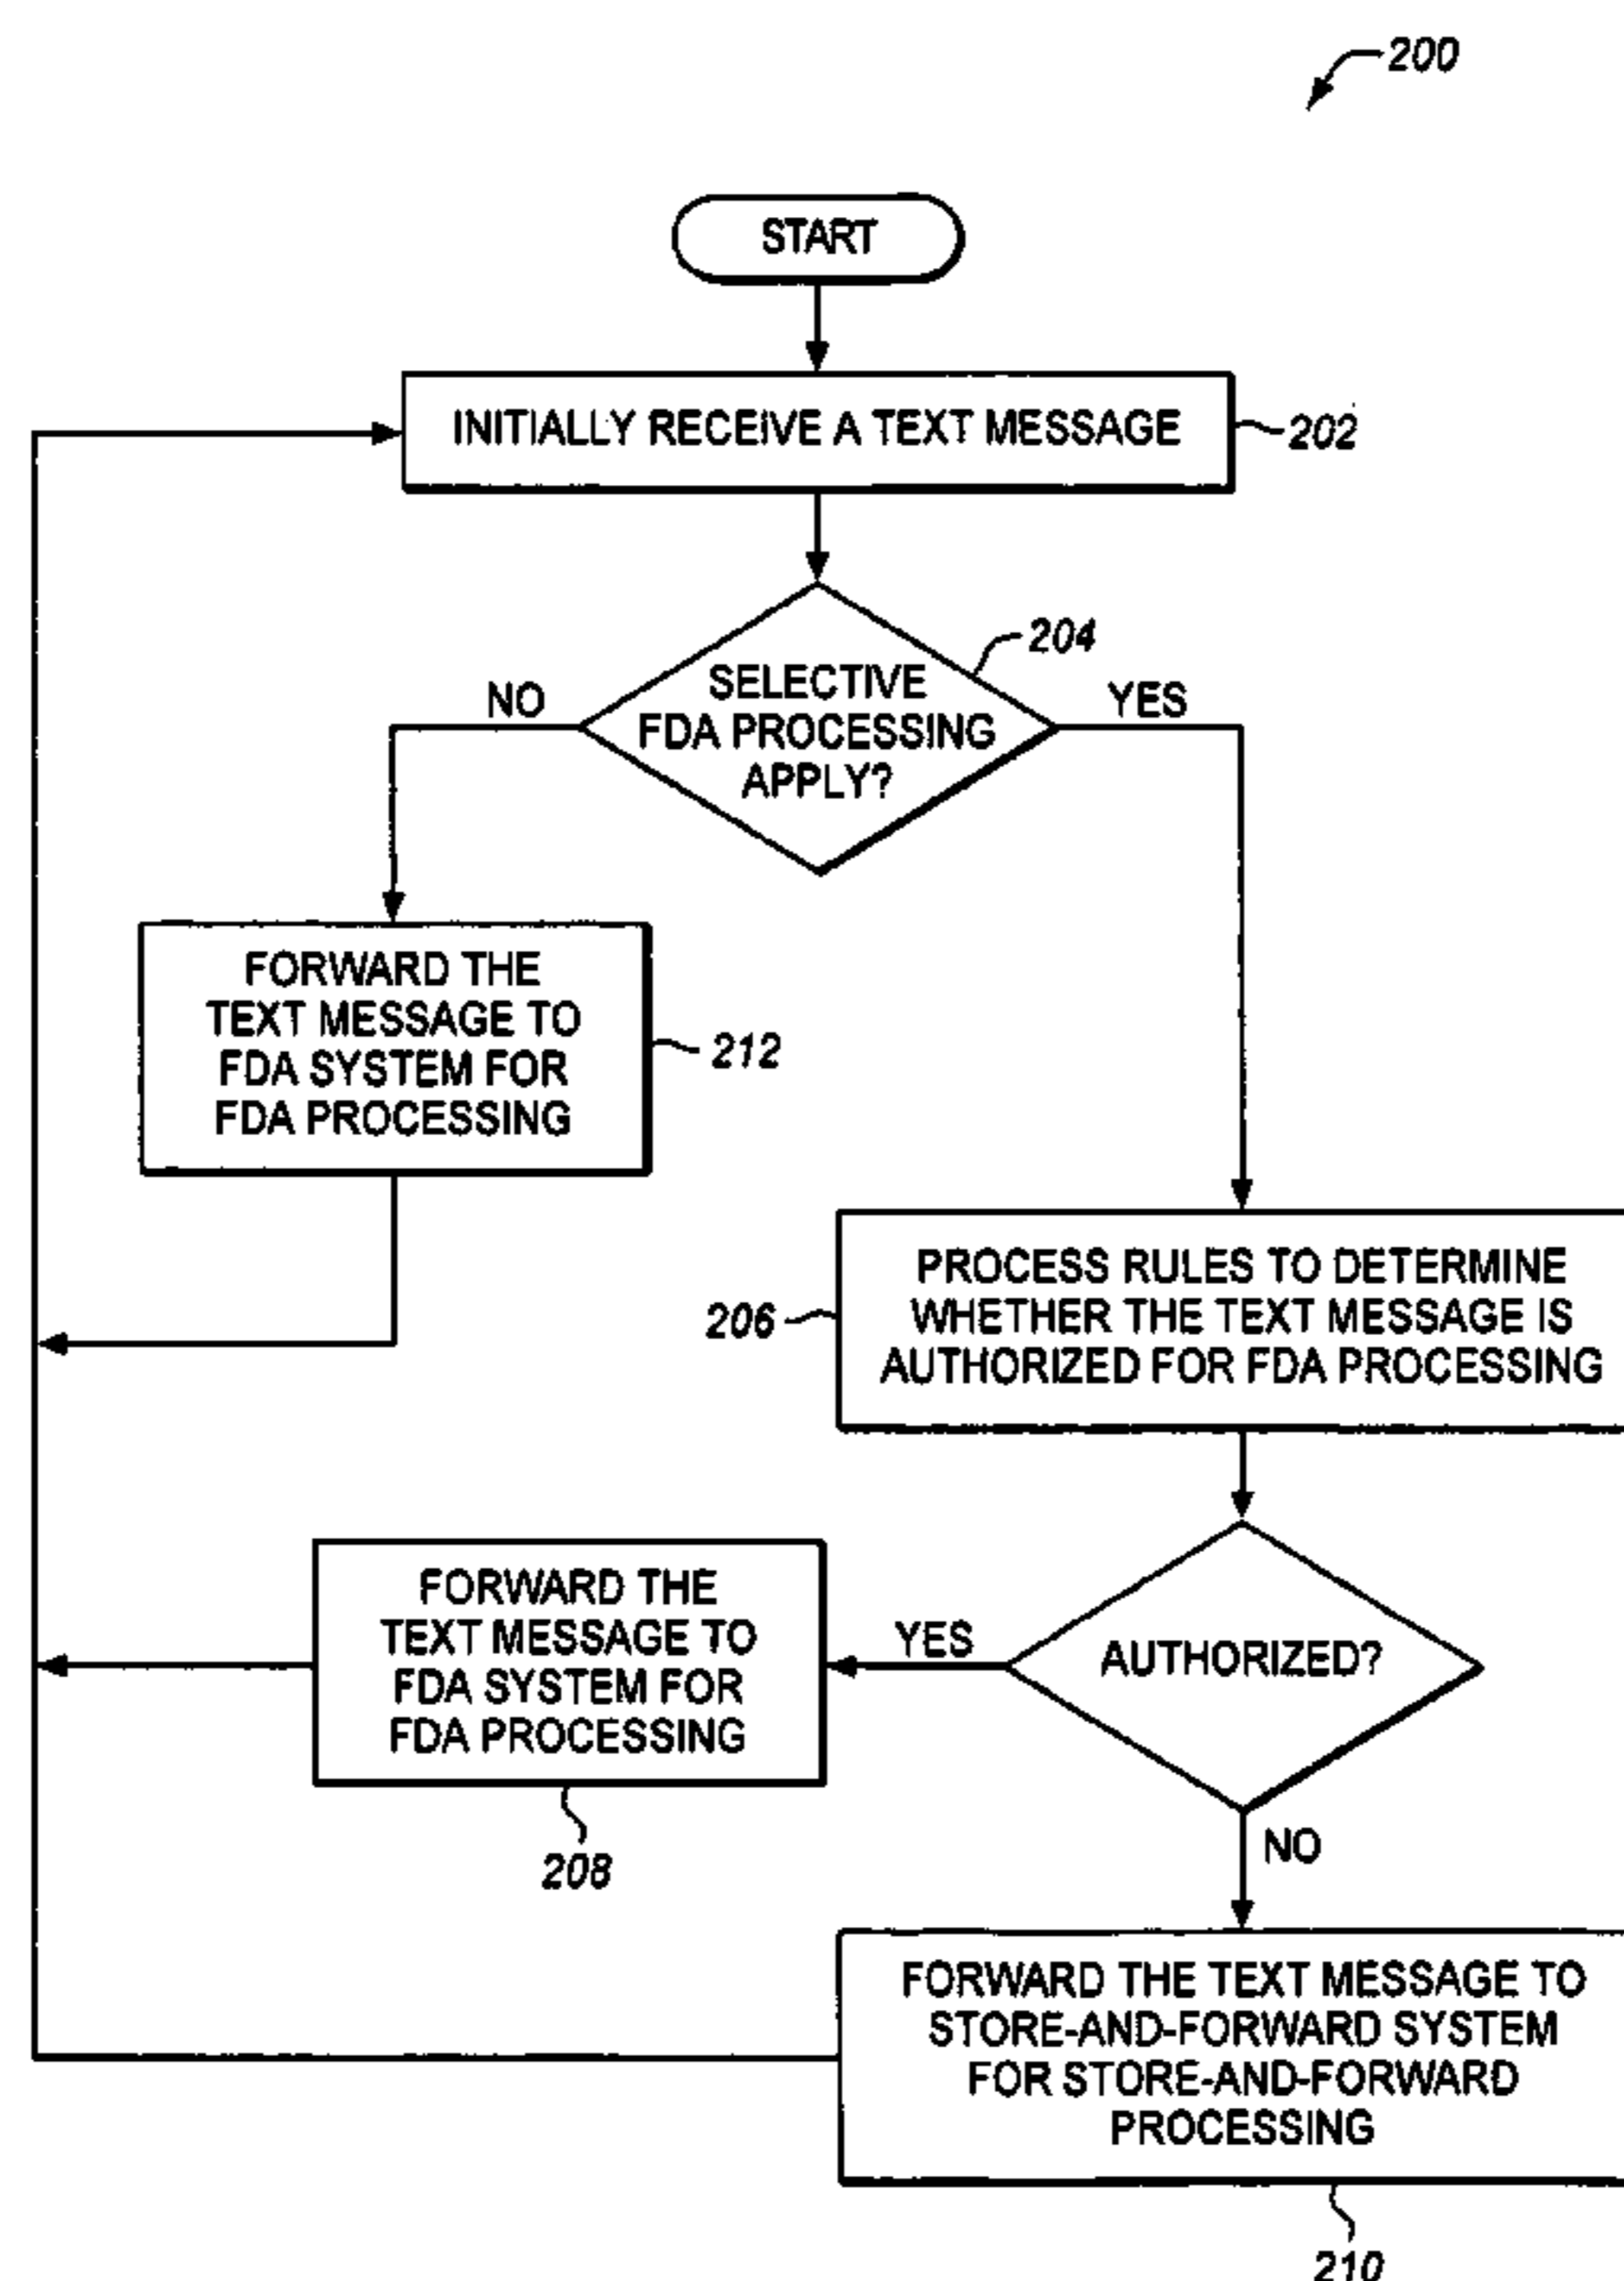 200
START
INITIALLY RECEIVE A TEXT MESSAGE
202
204
SELECTIVE
FDA PROCESSING
APPLY?
NO
YES
FORWARD THE
TEXT MESSAGE TO
FDA SYSTEM FOR
FDA PROCESSING
212
PROCESS RULES TO DETERMINE
WHETHER THE TEXT MESSAGE IS
AUTHORIZED FOR FDA PROCESSING
206
AUTHORIZED?
YES
FORWARD THE
TEXT MESSAGE TO
FDA SYSTEM FOR
FDA PROCESSING
208
NO
FORWARD THE TEXT MESSAGE TO
STORE-AND-FORWARD SYSTEM
FOR STORE-AND-FORWARD
PROCESSING
210